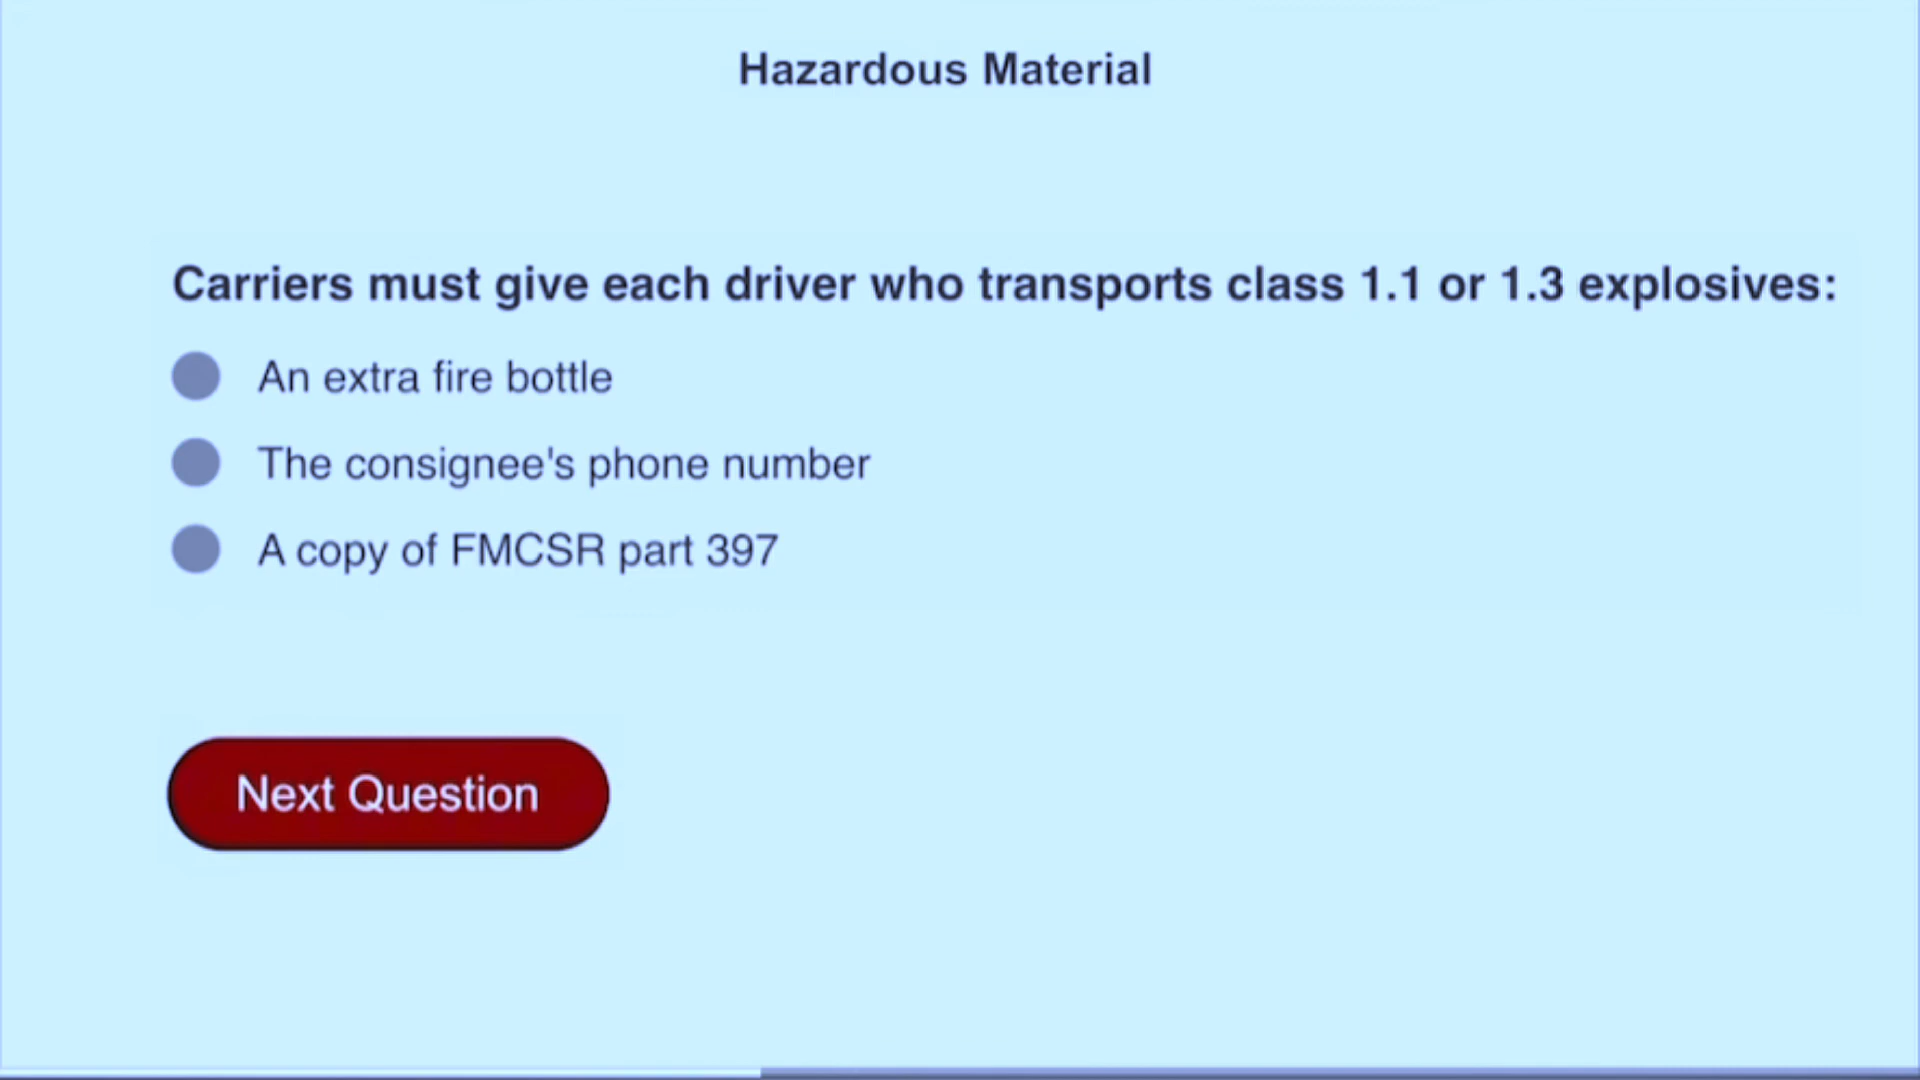 Hazardous Material
Carriers must give each driver who transports class 1.1 or 1.3 explosives:
An extra fire bottle
The consignee's phone number
A copy of FMCSR part 397
Next Question